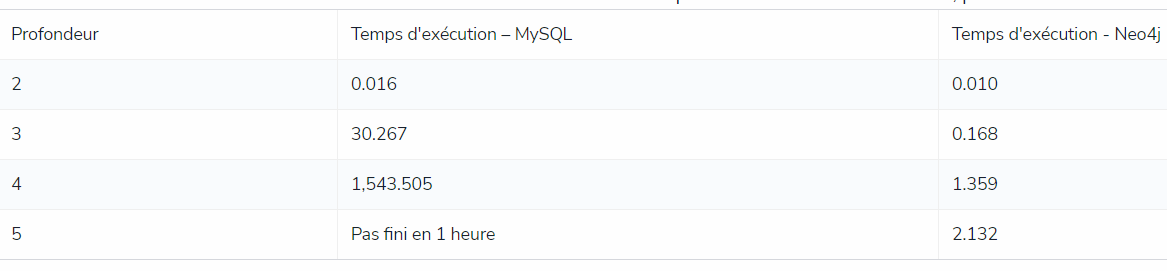 Profondeur Temps d'exécution – MySQL Temps d'exécution - Neo4j
2 0.016 0.010
3 30.267 0.168
4 1,543.505 1.359
5 Pas fini en 1 heure 2.132